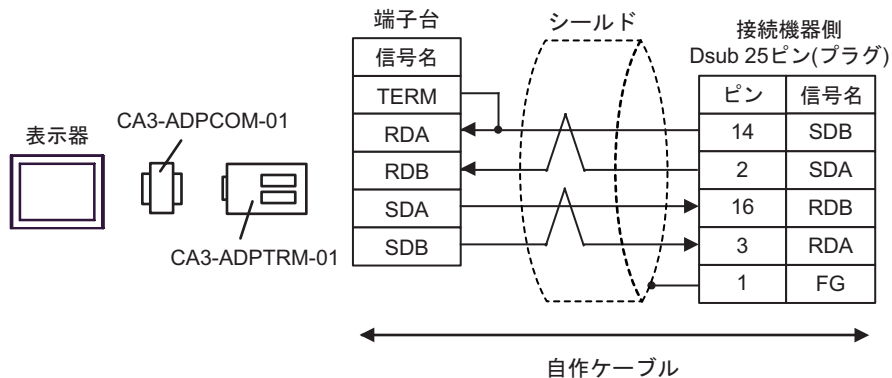 端子台
シールド
接続機器側
Dsub 25ピン(プラグ)
信号名
TERM
RDA
RDB
SDA
SDB
ピン 信号名
14 SDB
2 SDA
16 RDB
3 RDA
1 FG
表示器
CA3-ADPCOM-01
CA3-ADPTRM-01
自作ケーブル